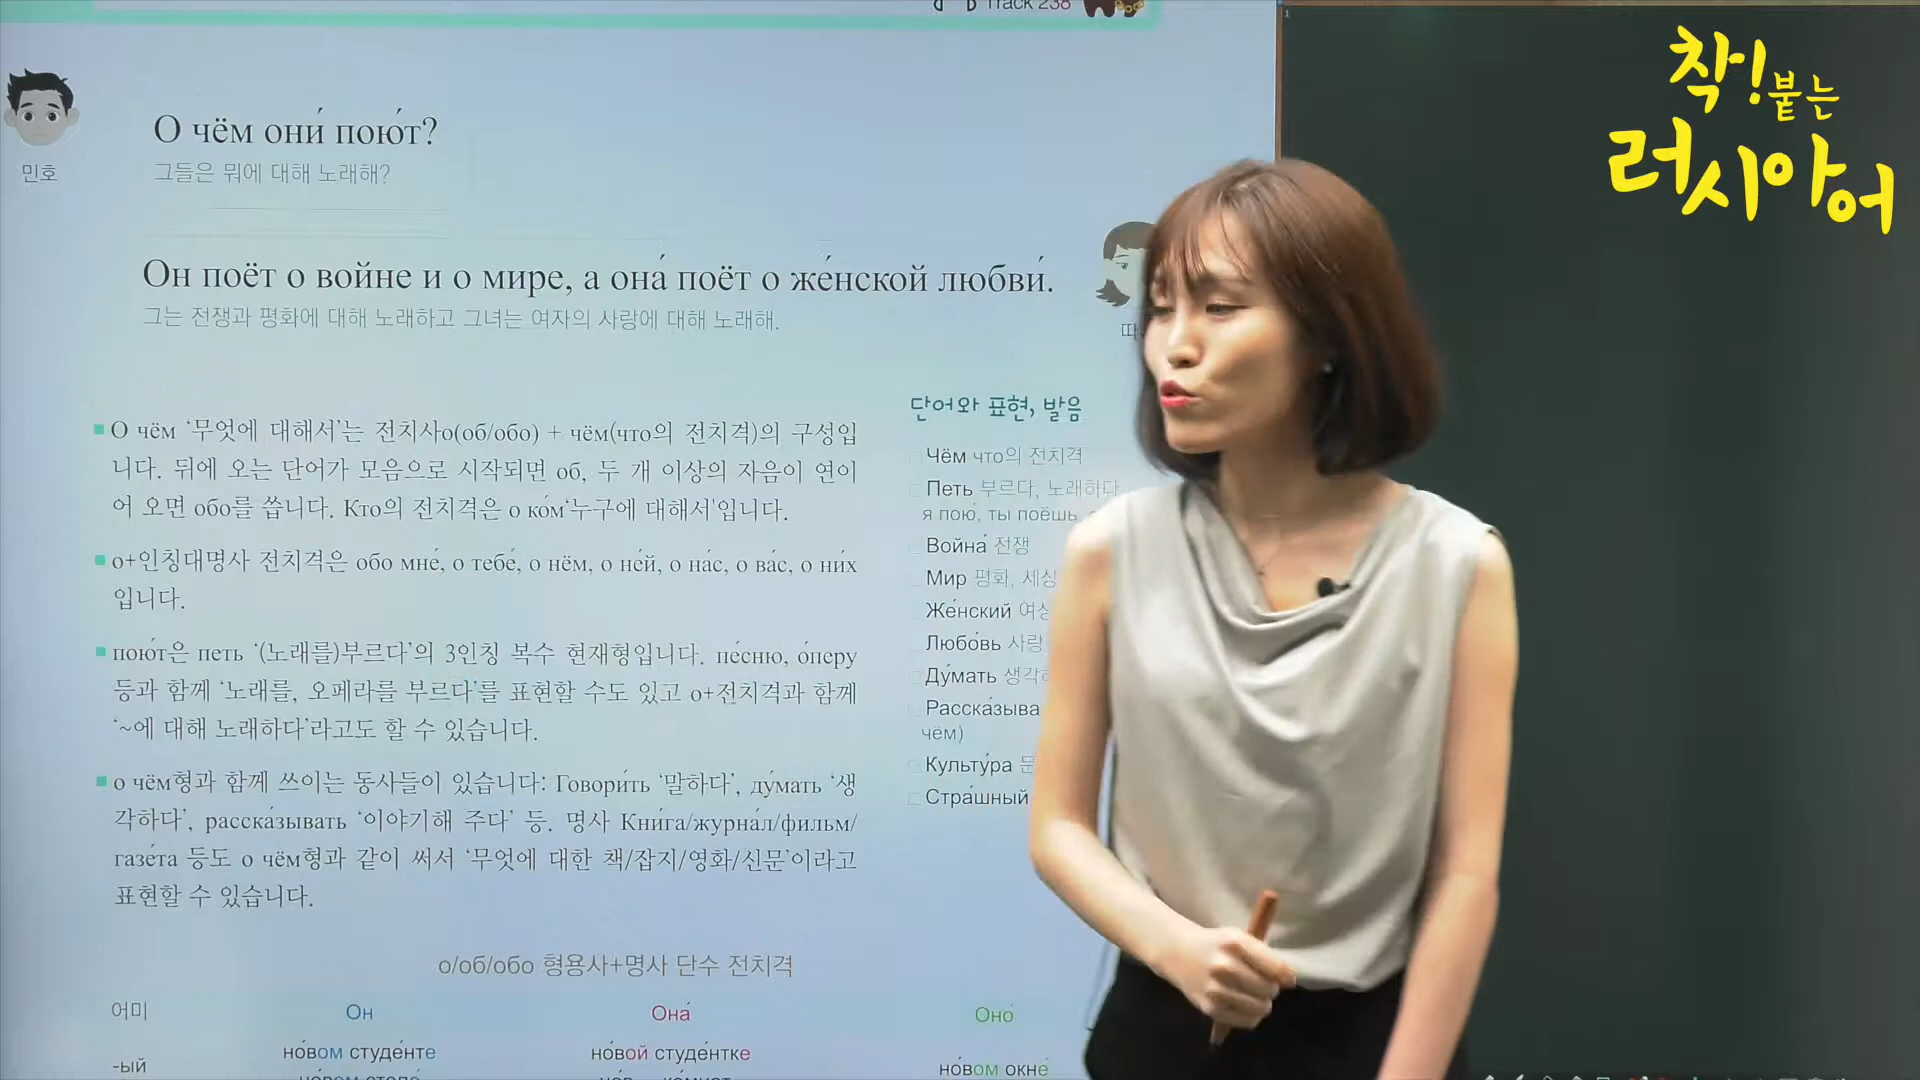 Track 238
착! 붙는
러시아어
О чём они́ пою́т?
민호
그들은 뭐에 대해 노래해?
Он поёт о войне и о мире, а она́ поёт о же́нской любви́.
그는 전쟁과 평화에 대해 노래하고 그녀는 여자의 사랑에 대해 노래해.
О чём ‘무엇에 대해서’는 전치사о(об/обо) + чём(что의 전치격)의 구성입
니다. 뒤에 오는 단어가 모음으로 시작되면 об, 두 개 이상의 자음이 연이
어 오면 обо를 씁니다. Кто의 전치격은 о ко́м‘누구에 대해서’입니다.
о+인칭대명사 전치격은 обо мне́, о тебе́, о нём, о не́й, о на́с, о ва́с, о ни́х
입니다.
пою́т은 петь ‘(노래를)부르다’의 3인칭 복수 현재형입니다. пе́сню, о́перу
등과 함께 ‘노래를, 오페라를 부르다’를 표현할 수도 있고 о+전치격과 함께
‘~에 대해 노래하다’라고도 할 수 있습니다.
о чём형과 함께 쓰이는 동사들이 있습니다: Говори́ть ‘말하다’, ду́мать ‘생
각하다’, расска́зывать ‘이야기해 주다’ 등. 명사 Кни́га/журна́л/фильм/
газе́та 등도 о чём형과 같이 써서 ‘무엇에 대한 책/잡지/영화/신문’이라고
표현할 수 있습니다.
단어와 표현, 발음
Чём что의 전치격
Петь 부르다, 노래하다
я пою́, ты поёшь
Война́ 전쟁
Мир 평화, 세상
Же́нский
Любо́вь 사랑
Ду́мать
чём)
Культу́ра
Стра́шный
о/об/обо 형용사+명사 단수 전치격
어미 Он Она́ Оно́
-ый но́вом студе́нте но́вой студе́нтке но́вом окне́